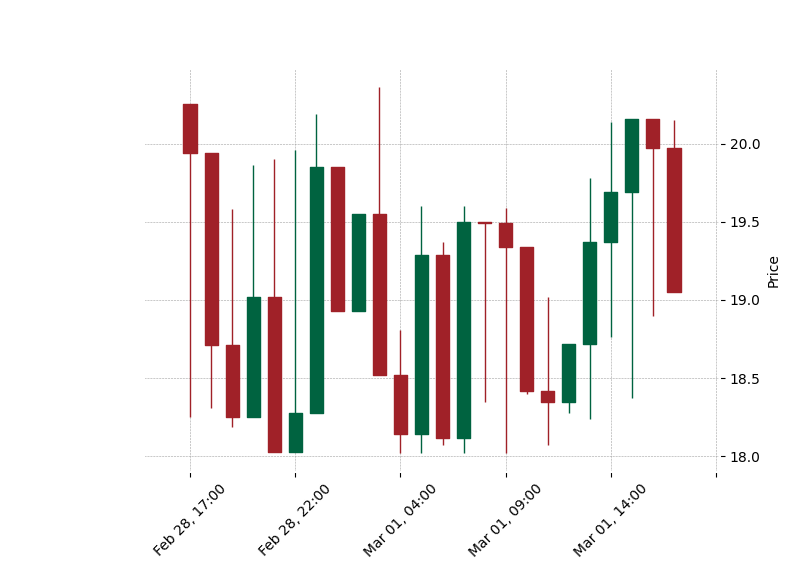 20.0
19.5
19.0
18.5
18.0
Price
Feb 28, 17:00
Feb 28, 22:00
Mar 01, 04:00
Mar 01, 09:00
Mar 01, 14:00